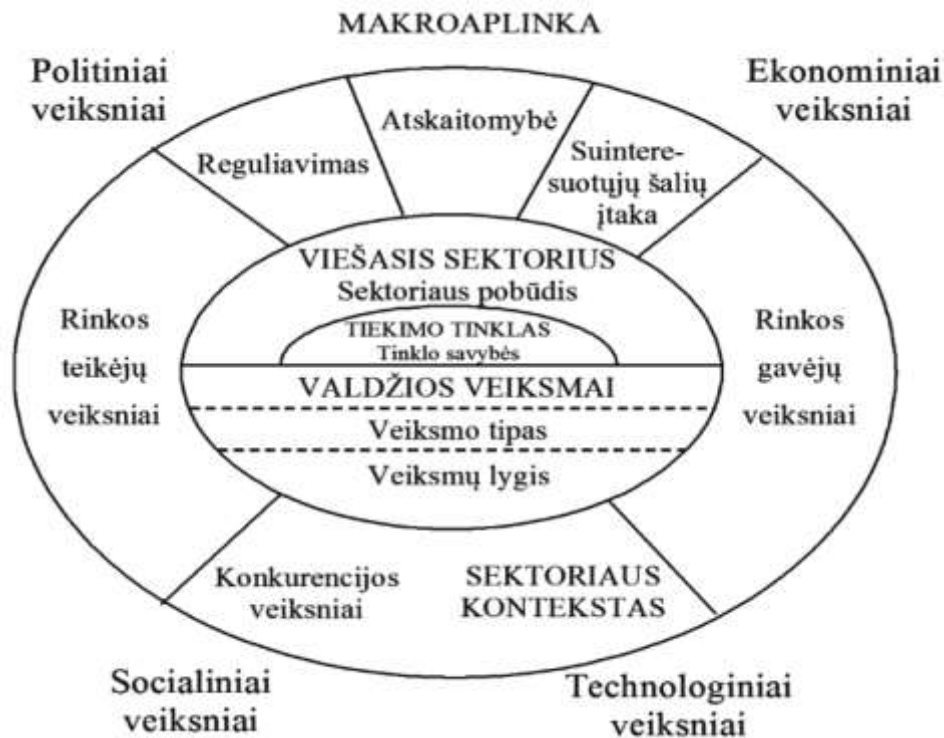 MAKROAPLINKA
Politiniai
veiksniai
Ekonominiai
veiksniai
Reguliavimas
Atskaitomybė
Suintere-
suotųjų šalių
įtaka
VIEŠASIS SEKTORIUS
Sektoriaus pobūdis
TIEKIMO TINKLAS
Tinklo savybės
Rinkos
teikėjų
veiksniai
Rinkos
gavėjų
veiksniai
VALDŽIOS VEIKSMAI
Veiksmo tipas
Veiksmų lygis
Konkurencijos
veiksniai
SEKTORIAUS
KONTEKSTAS
Socialiniai
veiksniai
Technologiniai
veiksniai